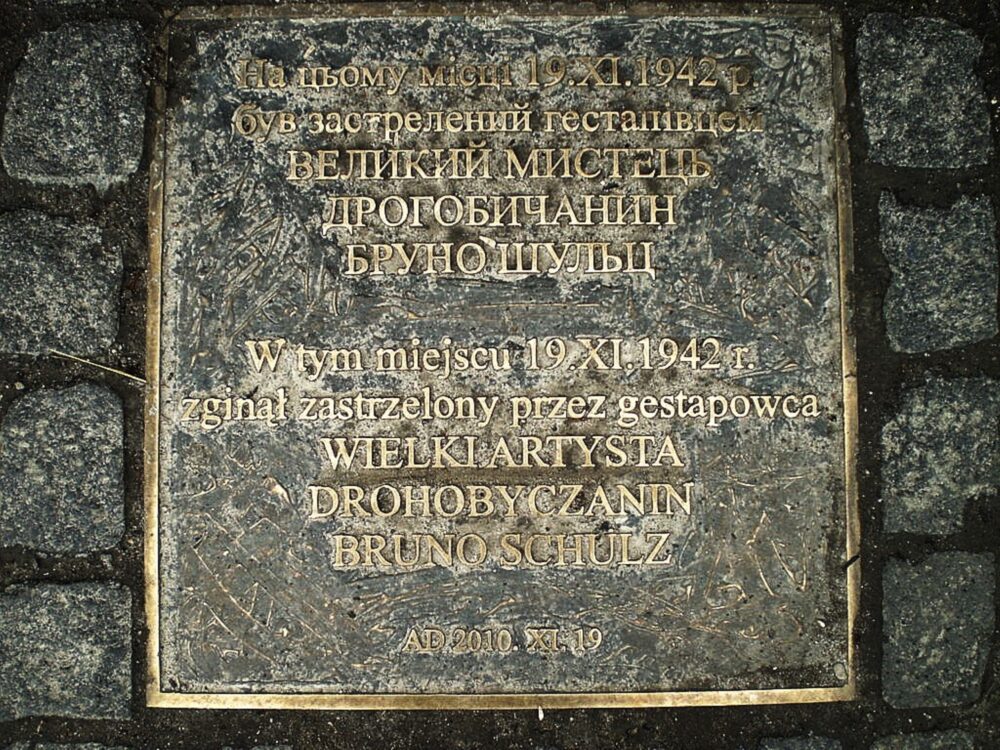 На цьому місці 19.XI.1942 р.
був застрелений гестапівцем
ВЕЛИКИЙ МИСТЕЦЬ
ДРОГОБИЧАНИН
БРУНО ШУЛЬЦ
W tym miejscu 19.XI.1942 r.
zginął zastrzelony przez gestapowca
WIELKI ARTYSTA
DROHOBYCZANIN
BRUNO SCHULZ
AD 2010. XI. 19